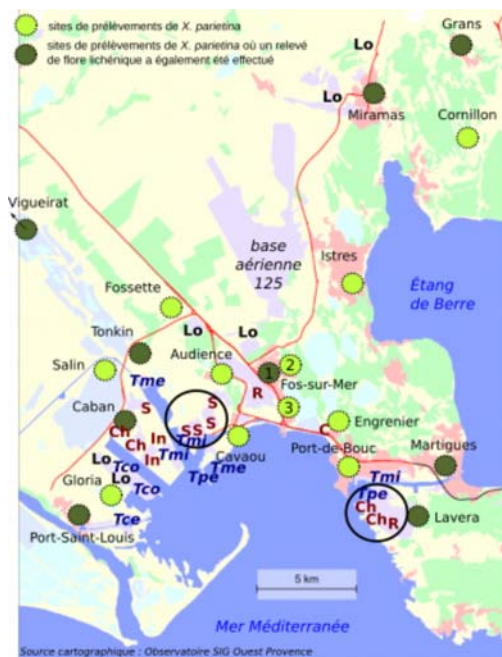 sites de prélèvements de X. parietina
sites de prélèvements de X. parietina où un relevé
de flore lichénique a également été effectué
Grans
Lo
Lo
Miramas
Cornillon
Vigueirat
base
aérienne
125
Istres
Étang
de Berre
Fossette
Lo
Lo
Tonkin
Audience
Salin
Tme
1
2
Fos-sur-Mer
R
3
S
S
Caban
S
SS
Ch
Ch
In
Tmi
C
Engrenier
Cavaou
Port-de-Bouc
Martigues
Lo
Tco
In
Tmi
Tme
Tpe
Tmi
Gloria
Lo
Tco
Tpe
Ch
Ch
R
Lavera
Tce
Port-Saint-Louis
5 km
Mer Méditerranée
Source cartographique : Observatoire SIG Ouest Provence